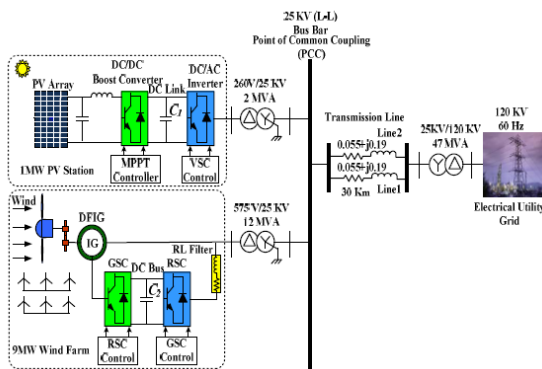 25 KV (L-L)
Bus Bar
Point of Common Coupling
(PCC)
DC/DC
Boost Converter
PV Array
DC Link
DC/AC
Inverter
C1
MPPT
Controller
VSC
Control
1MW PV Station
260V/25 KV
2 MVA
Transmission Line
Line2
0.055+j0.19
0.055+j0.19
30 Km
Line1
25KV/120 KV
47 MVA
120 KV
60 Hz
Electrical Utility
Grid
Wind
DFIG
IG
GSC
DC Bus
RSC
C2
RL Filter
RSC
Control
GSC
Control
9MW Wind Farm
575V/25 KV
12 MVA